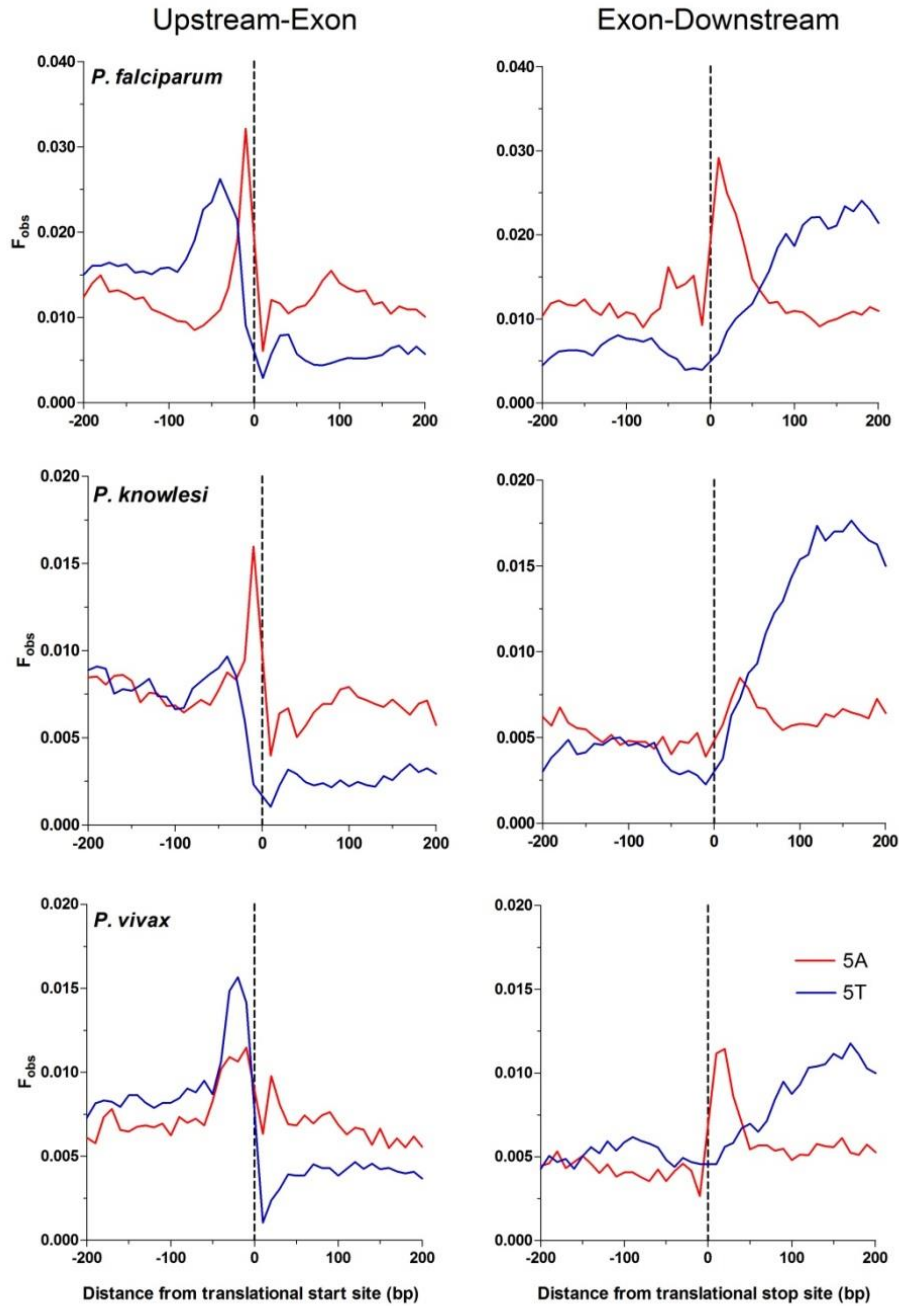 Upstream-Exon
Exon-Downstream
P. falciparum
0.040
0.030
0.020
0.010
0.000
F_obs
-200 -100 0 100 200
0.040
0.030
0.020
0.010
0.000
-200 -100 0 100 200
P. knowlesi
0.020
0.015
0.010
0.005
0.000
F_obs
-200 -100 0 100 200
0.020
0.015
0.010
0.005
0.000
-200 -100 0 100 200
P. vivax
0.020
0.015
0.010
0.005
0.000
F_obs
-200 -100 0 100 200
Distance from translational start site (bp)
0.020
0.015
0.010
0.005
0.000
5A
5T
-200 -100 0 100 200
Distance from translational stop site (bp)